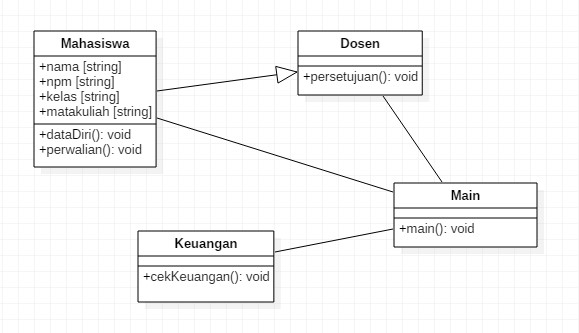 Mahasiswa
+nama [string]
+npm [string]
+kelas [string]
+matakuliah [string]
+dataDiri(): void
+perwalian(): void
Dosen
+persetujuan(): void
Main
+main(): void
Keuangan
+cekKeuangan(): void